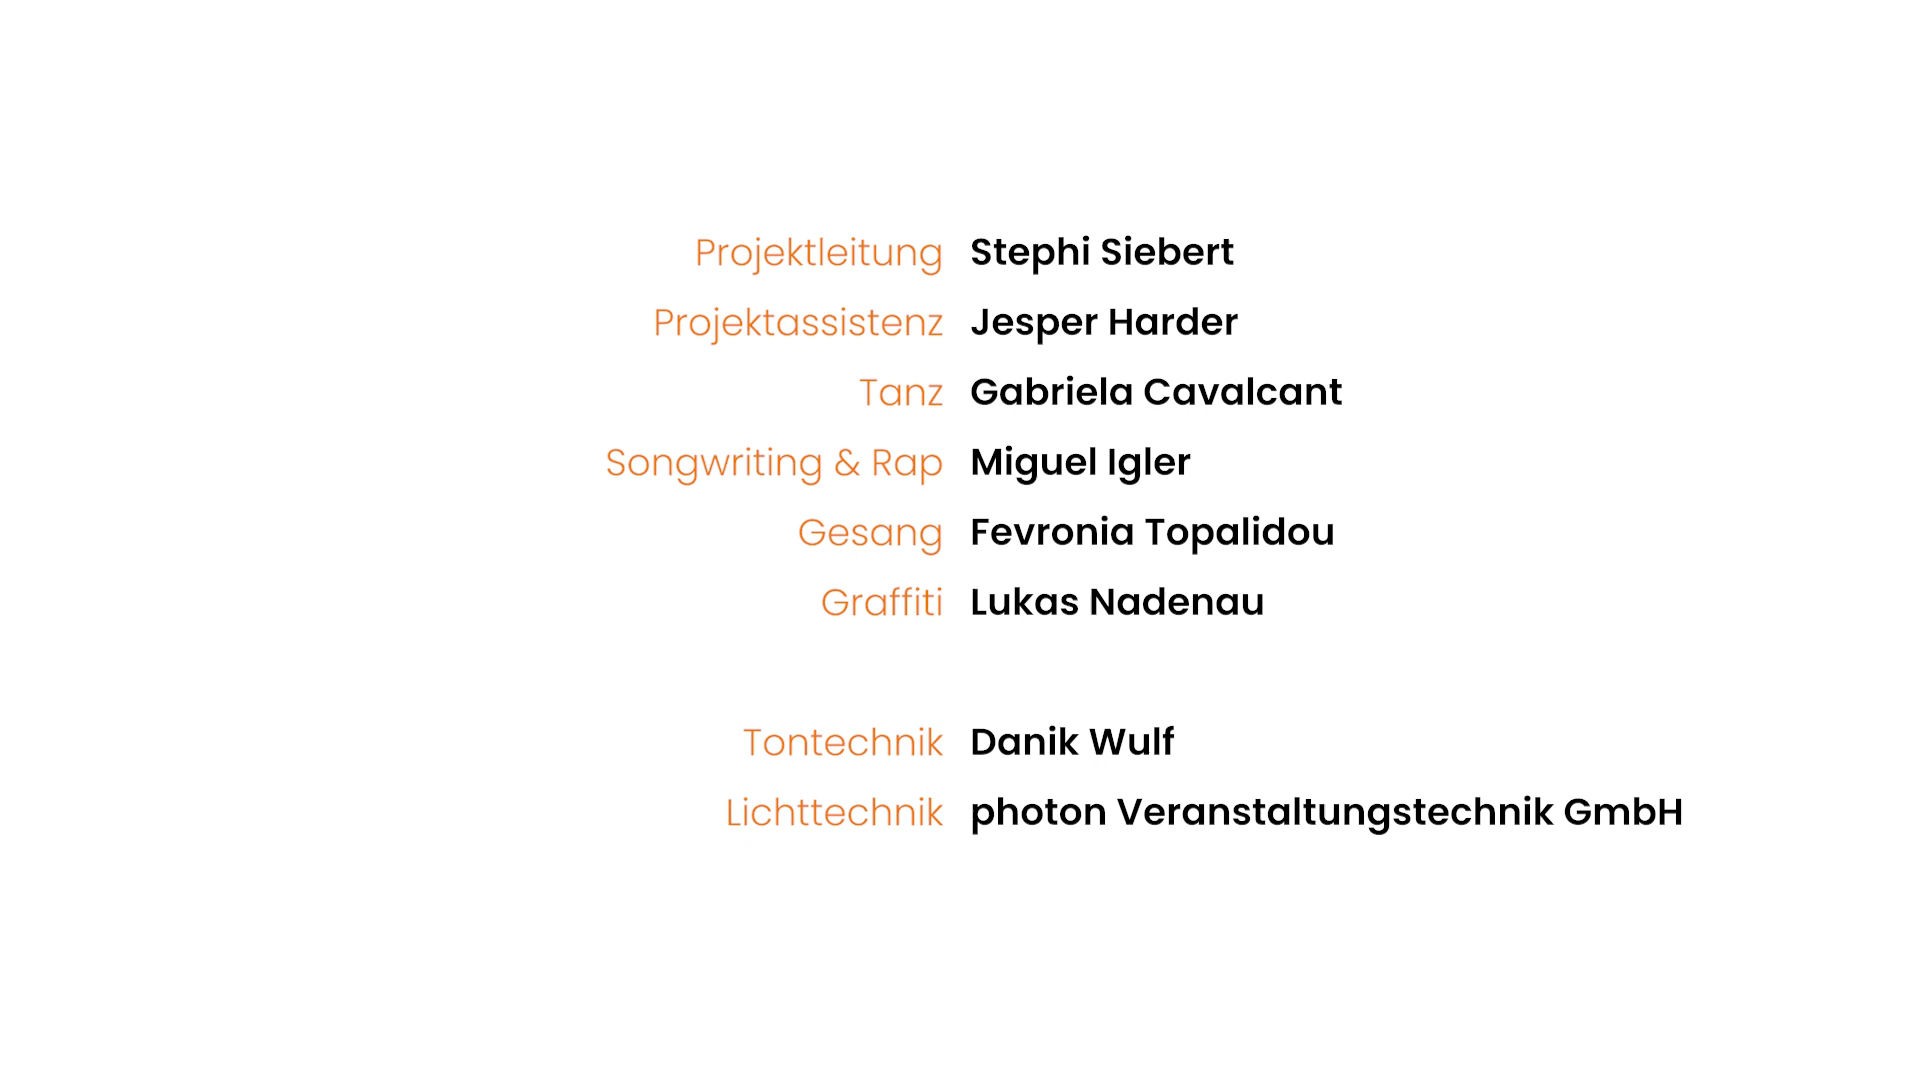 Projektleitung Stephi Siebert
Projektassistenz Jesper Harder
Tanz Gabriela Cavalcant
Songwriting & Rap Miguel Igler
Gesang Fevronia Topalidou
Graffiti Lukas Nadenau
Tontechnik Danik Wulf
Lichttechnik photon Veranstaltungstechnik GmbH